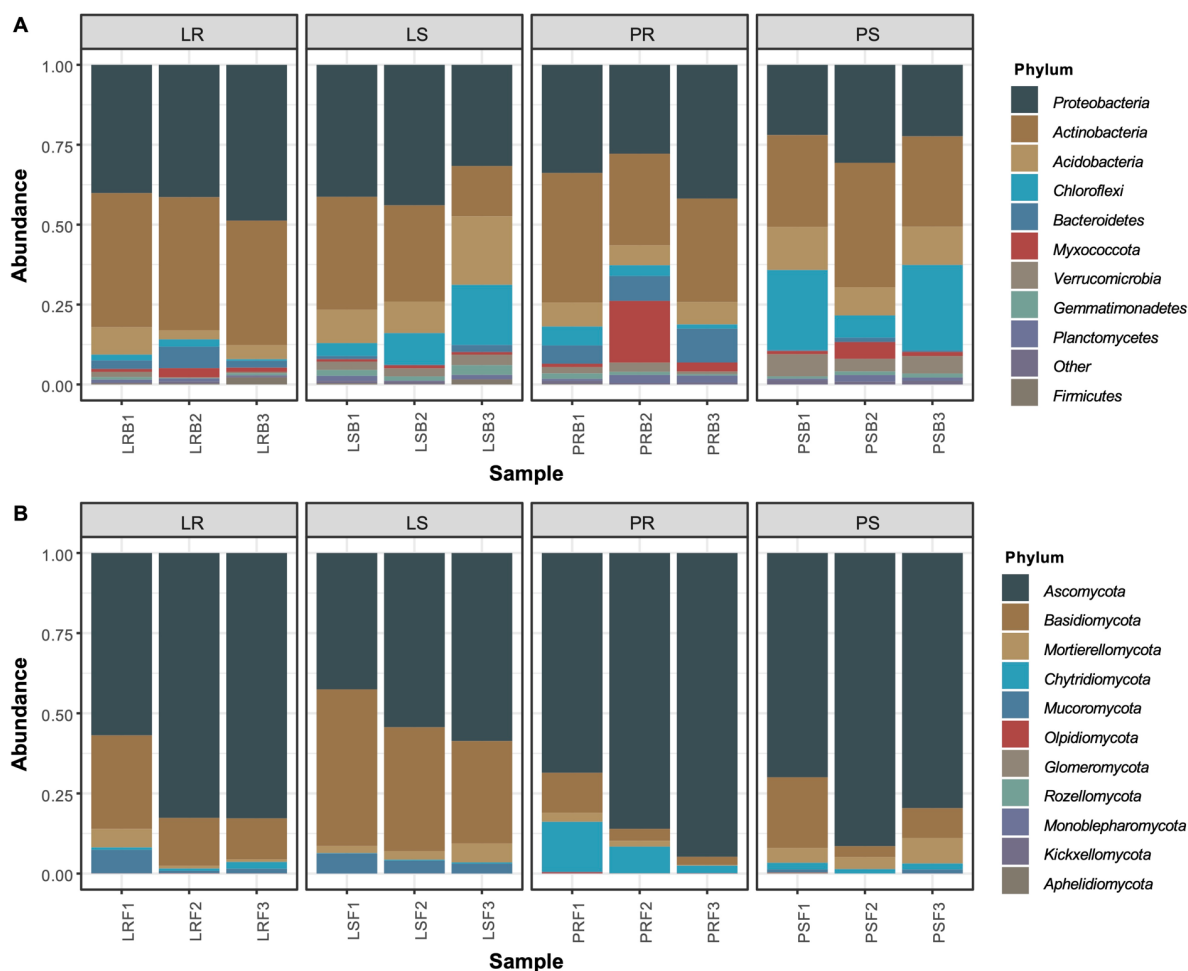 A
LR LS PR PS
1.00
0.75
0.50
0.25
0.00
Abundance
LRB1 LRB2 LRB3 LSB1 LSB2 LSB3 PRB1 PRB2 PRB3 PSB1 PSB2 PSB3
Sample
Phylum
Proteobacteria
Actinobacteria
Acidobacteria
Chloroflexi
Bacteroidetes
Myxococcota
Verrucomicrobia
Gemmatimonadetes
Planctomycetes
Other
Firmicutes
B
LR LS PR PS
1.00
0.75
0.50
0.25
0.00
Abundance
LRF1 LRF2 LRF3 LSF1 LSF2 LSF3 PRF1 PRF2 PRF3 PSF1 PSF2 PSF3
Sample
Phylum
Ascomycota
Basidiomycota
Mortierellomycota
Chytridiomycota
Mucoromycota
Olpidiomycota
Glomeromycota
Rozellomycota
Monoblepharomycota
Kickxellomycota
Aphelidiomycota